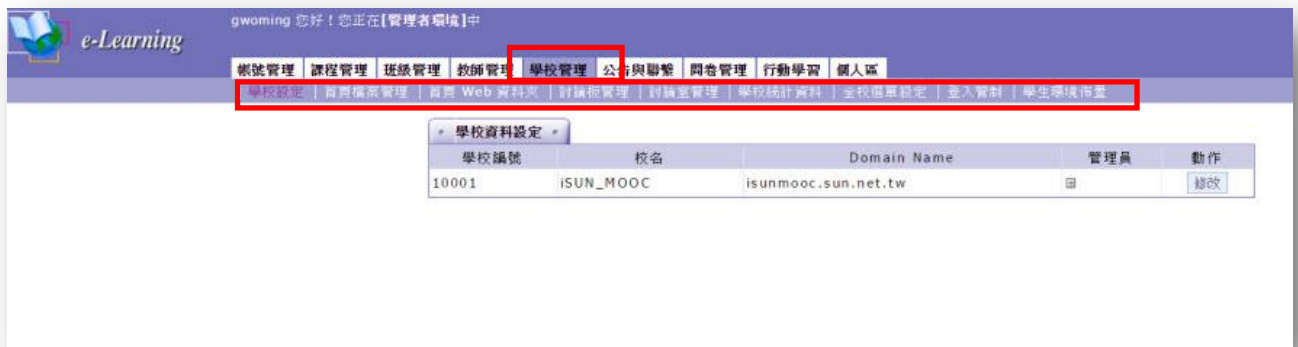 gwoming 您好！您正在[管理者環境]中
e-Learning
帳號管理 課程管理 班級管理 教師管理 學校管理 公告與聯繫 問卷管理 行動學習 個人區
學校設定 | 首頁檔案管理 | 首頁 Web 資料夾 | 討論板管理 | 討論室管理 | 學校統計資料 | 全校選單設定 | 登入管制 | 學生環境佈置
學校資料設定
學校編號 校名 Domain Name 管理員 動作
10001 iSUN_MOOC isunmooc.sun.net.tw 修改